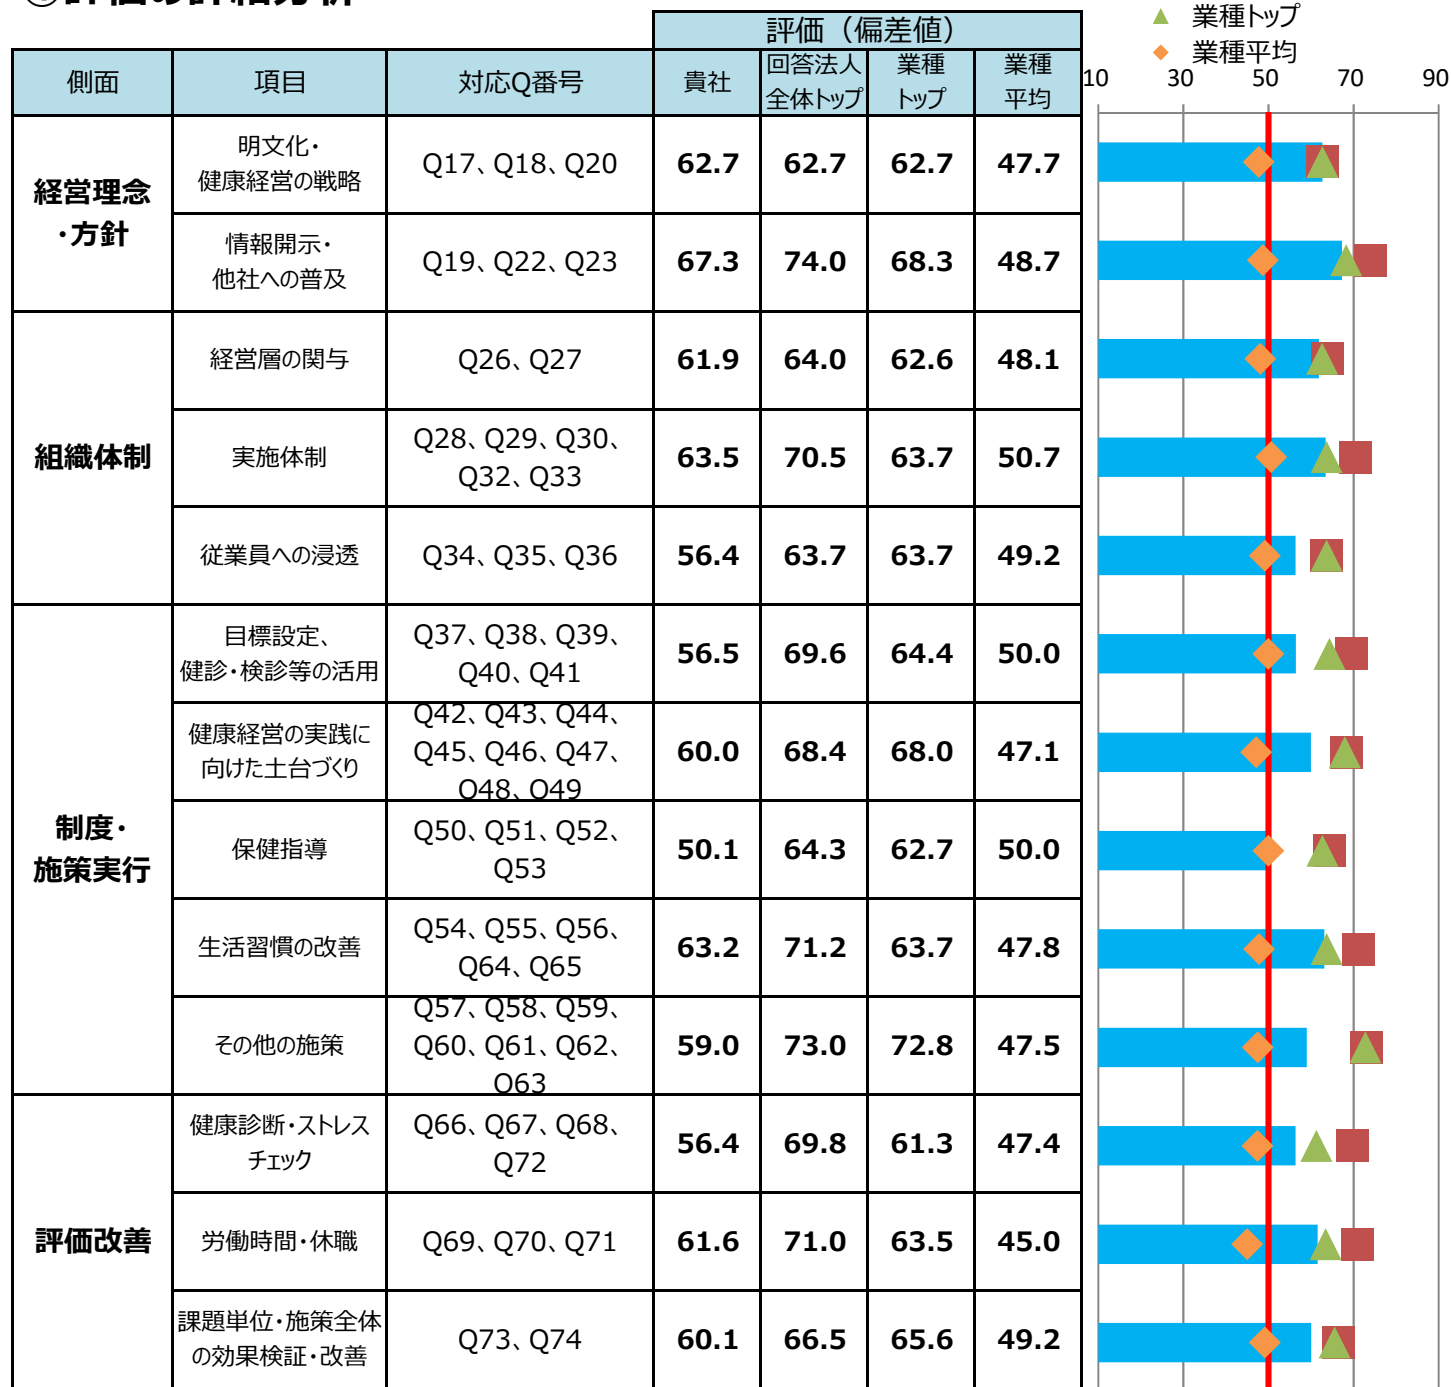 評価の詳細分析
▲ 業種トップ
◆ 業種平均
評価（偏差値）
側面 項目 対応Q番号 貴社 回答法人全体トップ 業種トップ 業種平均
10 30 50 70 90
経営理念
・方針
明文化・
健康経営の戦略
Q17、Q18、Q20
62.7 62.7 62.7 47.7
情報開示・
他社への普及
Q19、Q22、Q23
67.3 74.0 68.3 48.7
組織体制
経営層の関与
Q26、Q27
61.9 64.0 62.6 48.1
実施体制
Q28、Q29、Q30、
Q32、Q33
63.5 70.5 63.7 50.7
従業員への浸透
Q34、Q35、Q36
56.4 63.7 63.7 49.2
制度・
施策実行
目標設定、
健診・検診等の活用
Q37、Q38、Q39、
Q40、Q41
56.5 69.6 64.4 50.0
健康経営の実践に
向けた土台づくり
Q42、Q43、Q44、
Q45、Q46、Q47、
Q48、Q49
60.0 68.4 68.0 47.1
保健指導
Q50、Q51、Q52、
Q53
50.1 64.3 62.7 50.0
生活習慣の改善
Q54、Q55、Q56、
Q64、Q65
63.2 71.2 63.7 47.8
その他の施策
Q57、Q58、Q59、
Q60、Q61、Q62、
Q63
59.0 73.0 72.8 47.5
評価改善
健康診断・ストレス
チェック
Q66、Q67、Q68、
Q72
56.4 69.8 61.3 47.4
労働時間・休職
Q69、Q70、Q71
61.6 71.0 63.5 45.0
課題単位・施策全体
の効果検証・改善
Q73、Q74
60.1 66.5 65.6 49.2